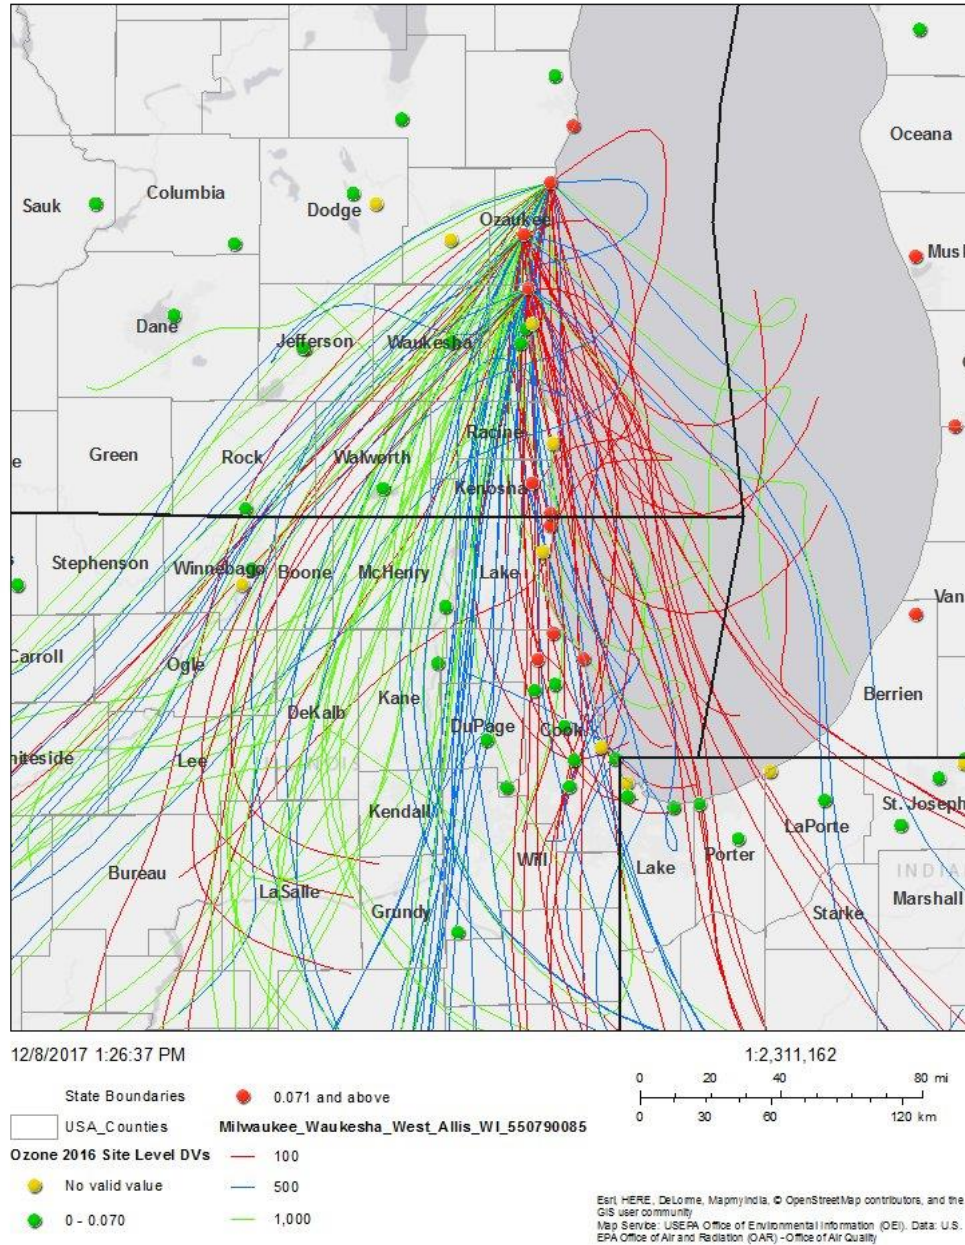 Oceana
Columbia
Sauk
Dodge
Ozaukee
Musk
Dane
Jefferson
Waukesha
Green
Rock
Walworth
Racine
Kenosha
Stephenson
Winnebago
Boone
McHenry
Lake
Van
Carroll
Ogle
Berrien
DeKalb
Kane
DuPage
Cook
hiteside
Lee
Kendall
St. Joseph
LaPorte
Will
Lake
Porter
Bureau
LaSalle
INDIA
Marshall
Grundy
Starke
12/8/2017 1:26:37 PM
1:2,311,162
0 20 40 80 mi
0 30 60 120 km
State Boundaries
0.071 and above
USA_Counties
Milwaukee_Waukesha_West_Allis_WI_550790085
Ozone 2016 Site Level DVs
100
No valid value
500
0 - 0.070
1,000
Esri, HERE, DeLorme, MapmyIndia, © OpenStreetMap contributors, and the
GIS user community
Map Service: USEPA Office of Environmental Information (OEI). Data: U.S.
EPA Office of Air and Radiation (OAR) - Office of Air Quality